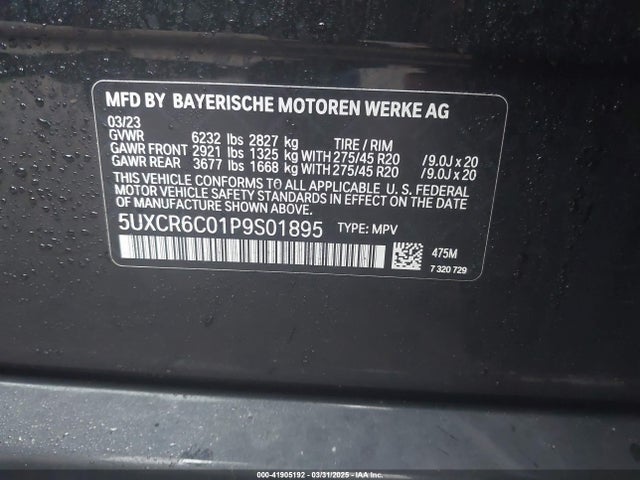 MFD BY BAYERISCHE MOTOREN WERKE AG
03/23
GVWR 6232 lbs 2827 kg TIRE / RIM
GAWR FRONT 2921 lbs 1325 kg WITH 275/45 R20 / 9.0J x 20
GAWR REAR 3677 lbs 1668 kg WITH 275/45 R20 / 9.0J x 20
THIS VEHICLE CONFORMS TO ALL APPLICABLE U. S. FEDERAL
MOTOR VEHICLE SAFETY STANDARDS IN EFFECT ON THE DATE
OF MANUFACTURE SHOWN ABOVE.
5UXCR6C01P9S01895 TYPE: MPV
475M
7 320 729
000-41905192 - 03/31/2025 - IAA Inc.